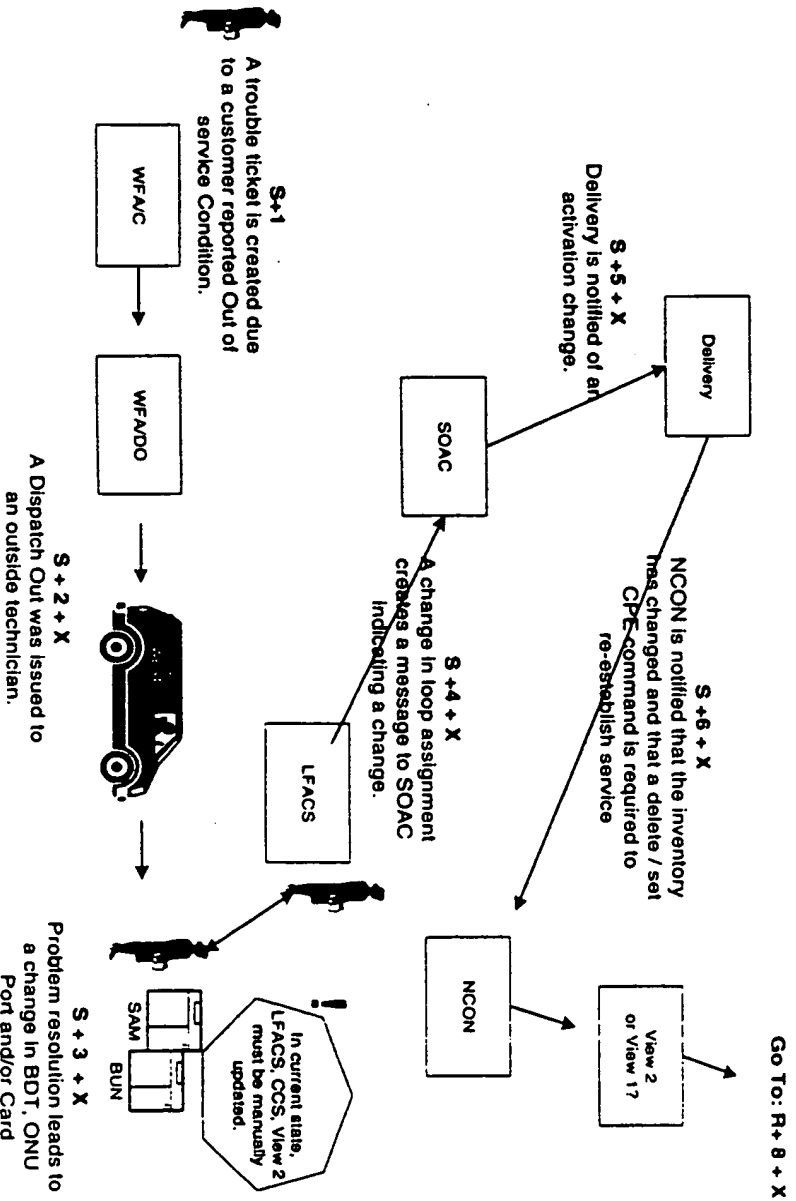 Go To: R+ 8 + X
S +6 + X
NCON is notified that the inventory
has changed and that a delete / set
CPE command is required to
re-establish service
View 2
or View 1?
Delivery
S +5 + X
Delivery is notified of an
activation change.
NCON
SOAC
S +4 + X
A change in loop assignment
creates a message to SOAC
indicating a change.
LFACS
!
In current state,
LFACS, CCS, View 2
must be manually
updated.
S+1
A trouble ticket is created due
to a customer reported Out of
service Condition.
WFA/C
WFA/DO
SAM
BUN
S + 2 + X
A Dispatch Out was issued to
an outside technician.
S + 3 + X
Problem resolution leads to
a change in BDT, ONU
Port and/or Card